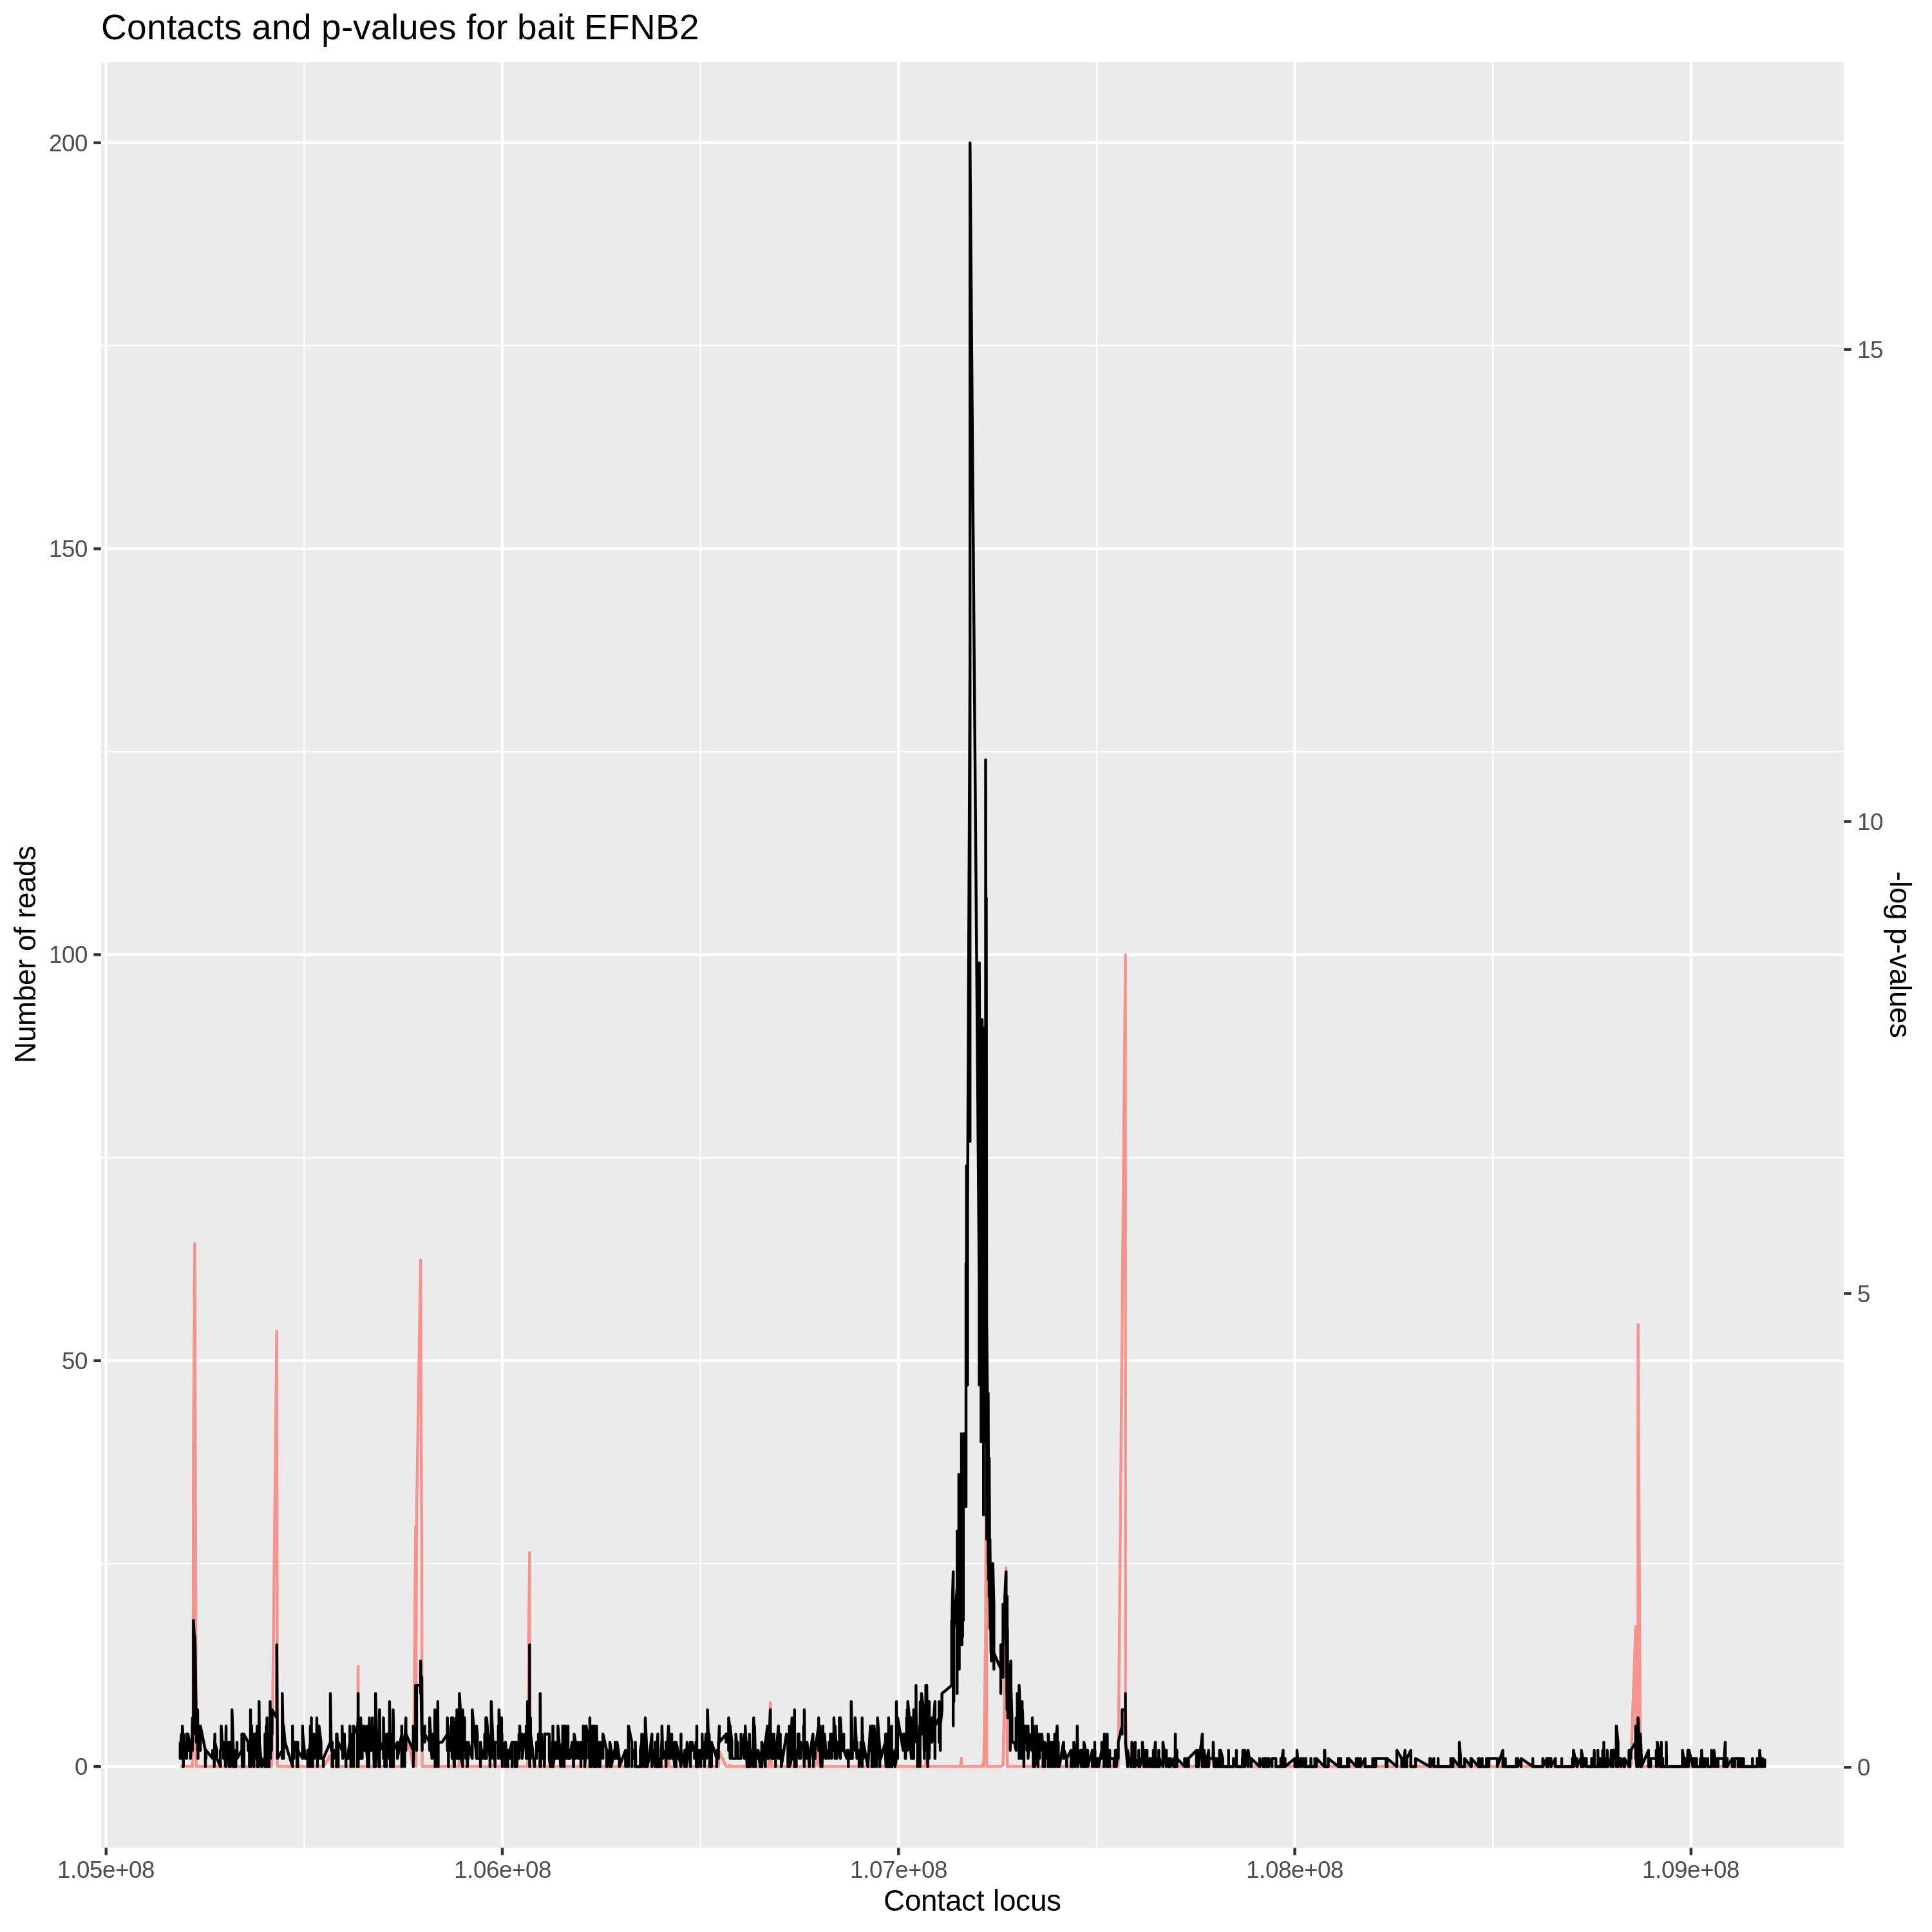 Contacts and p-values for bait EFNB2
200
150
100
50
0
Number of reads
15
10
5
0
-log p-values
1.05e+08 1.06e+08 1.07e+08 1.08e+08 1.09e+08
Contact locus